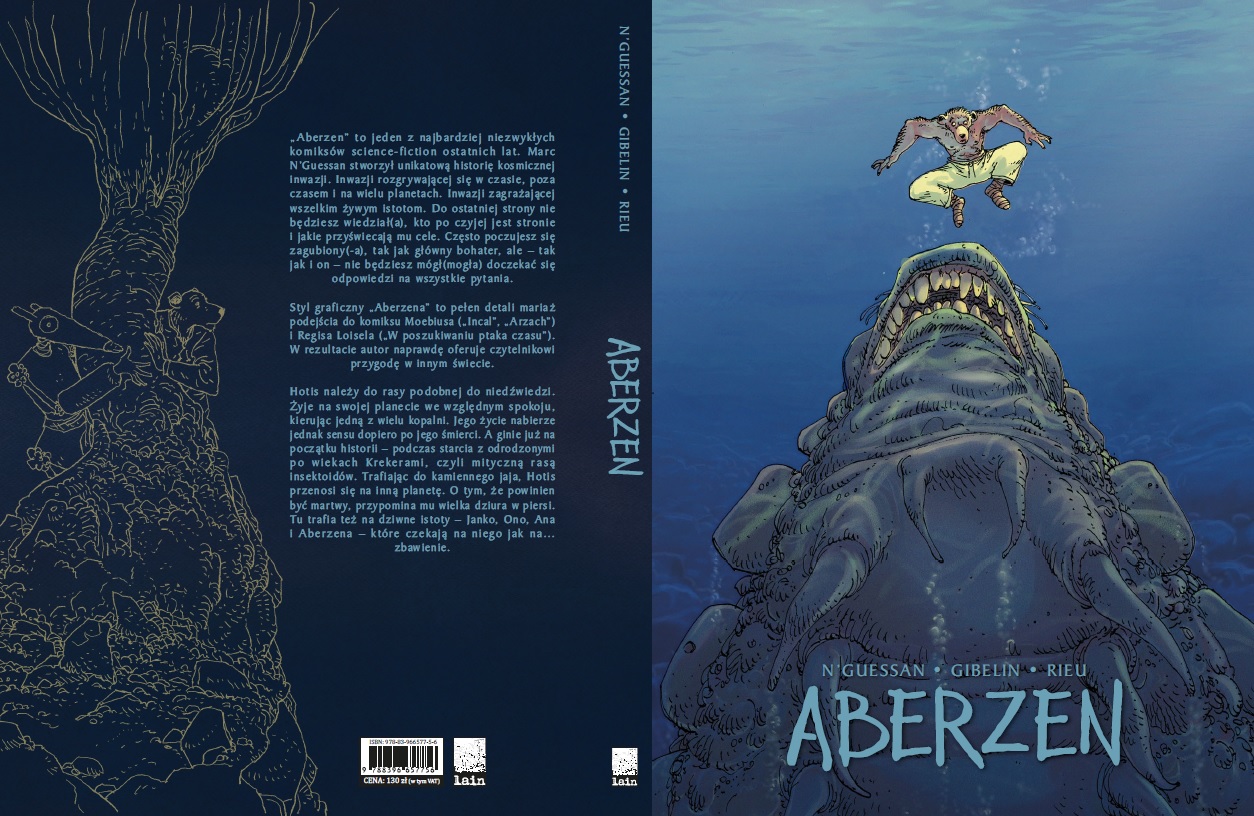 „Aberzen” to jeden z najbardziej niezwykłych
komiksów science-fiction ostatnich lat. Marc
N'Guessan stworzył unikatową historię kosmicznej
inwazji. Inwazji rozgrywającej się w czasie, poza
czasem i na wielu planetach. Inwazji zagrażającej
wszelkim żywym istotom. Do ostatniej strony nie
będziesz wiedział(a), kto po czyjej jest stronie
i jakie przyświecają mu cele. Często poczujesz się
zagubiony(-a), tak jak główny bohater, ale – tak
jak i on – nie będziesz mógł(mogła) doczekać się
odpowiedzi na wszystkie pytania.
Styl graficzny „Aberzena” to pełen detali mariaż
podejścia do komiksu Moebiusa („Incal”, „Arzach”)
i Regisa Loisela („W poszukiwaniu ptaka czasu”).
W rezultacie autor naprawdę oferuje czytelnikowi
przygodę w innym świecie.
Hotis należy do rasy podobnej do niedźwiedzi.
Żyje na swojej planecie we względnym spokoju,
kierując jedną z wielu kopalni. Jego życie nabierze
jednak sensu dopiero po jego śmierci. A ginie już na
początku historii – podczas starcia z odrodzonymi
po wiekach Krekerami, czyli mityczną rasą
insektoidów. Trafiając do kamiennego jaja, Hotis
przenosi się na inną planetę. O tym, że powinien
być martwy, przypomina mu wielka dziura w piersi.
Tu trafia też na dziwne istoty – Janko, Ono, Ana
i Aberzena – które czekają na niego jak na...
zbawienie.
ISBN: 978-83-966577-5-6
9 788396 657756
CENA: 130 zł (w tym VAT)
lain
N'GUESSAN • GIBELIN • RIEU
ABERZEN
lain
N'GUESSAN • GIBELIN • RIEU
ABERZEN